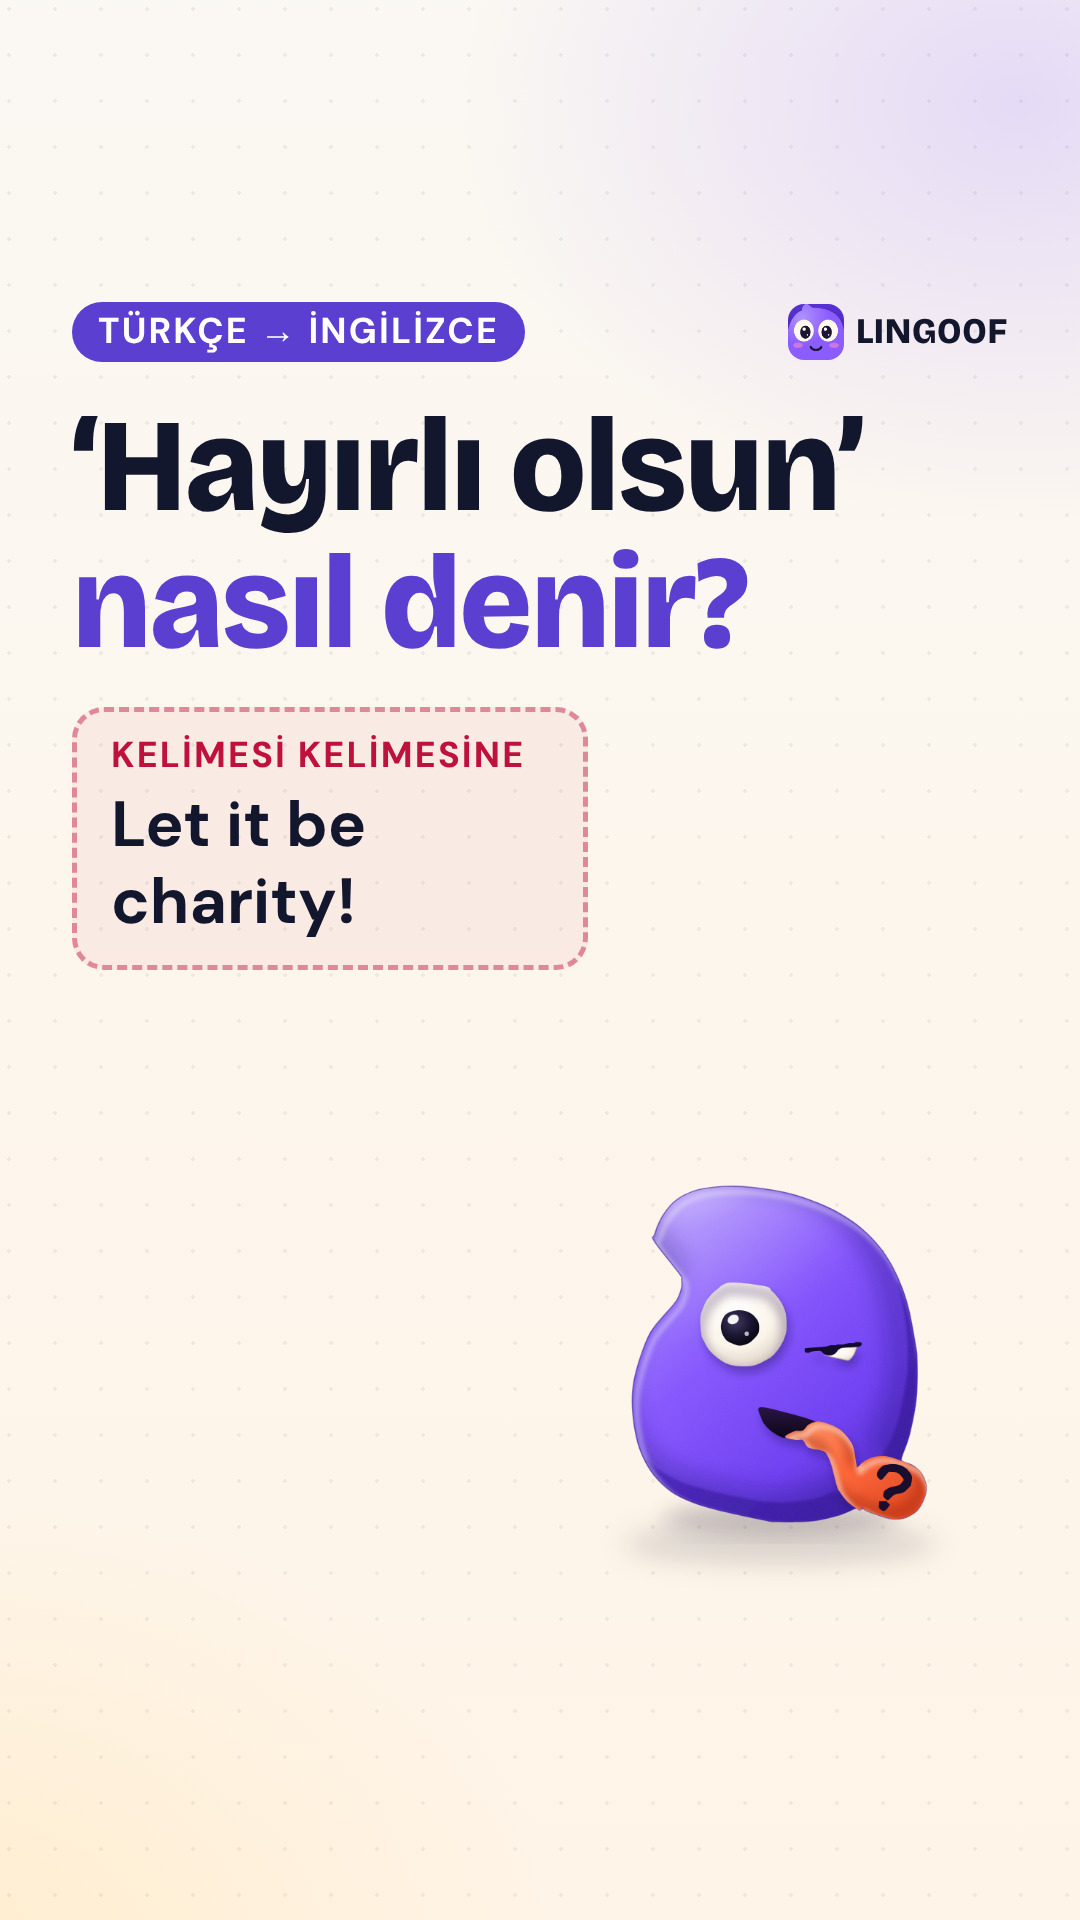 TÜRKÇE → İNGİLİZCE
LINGOOF
‘Hayırlı olsun’
nasıl denir?
KELİMESİ KELİMESİNE
Let it be
charity!
?